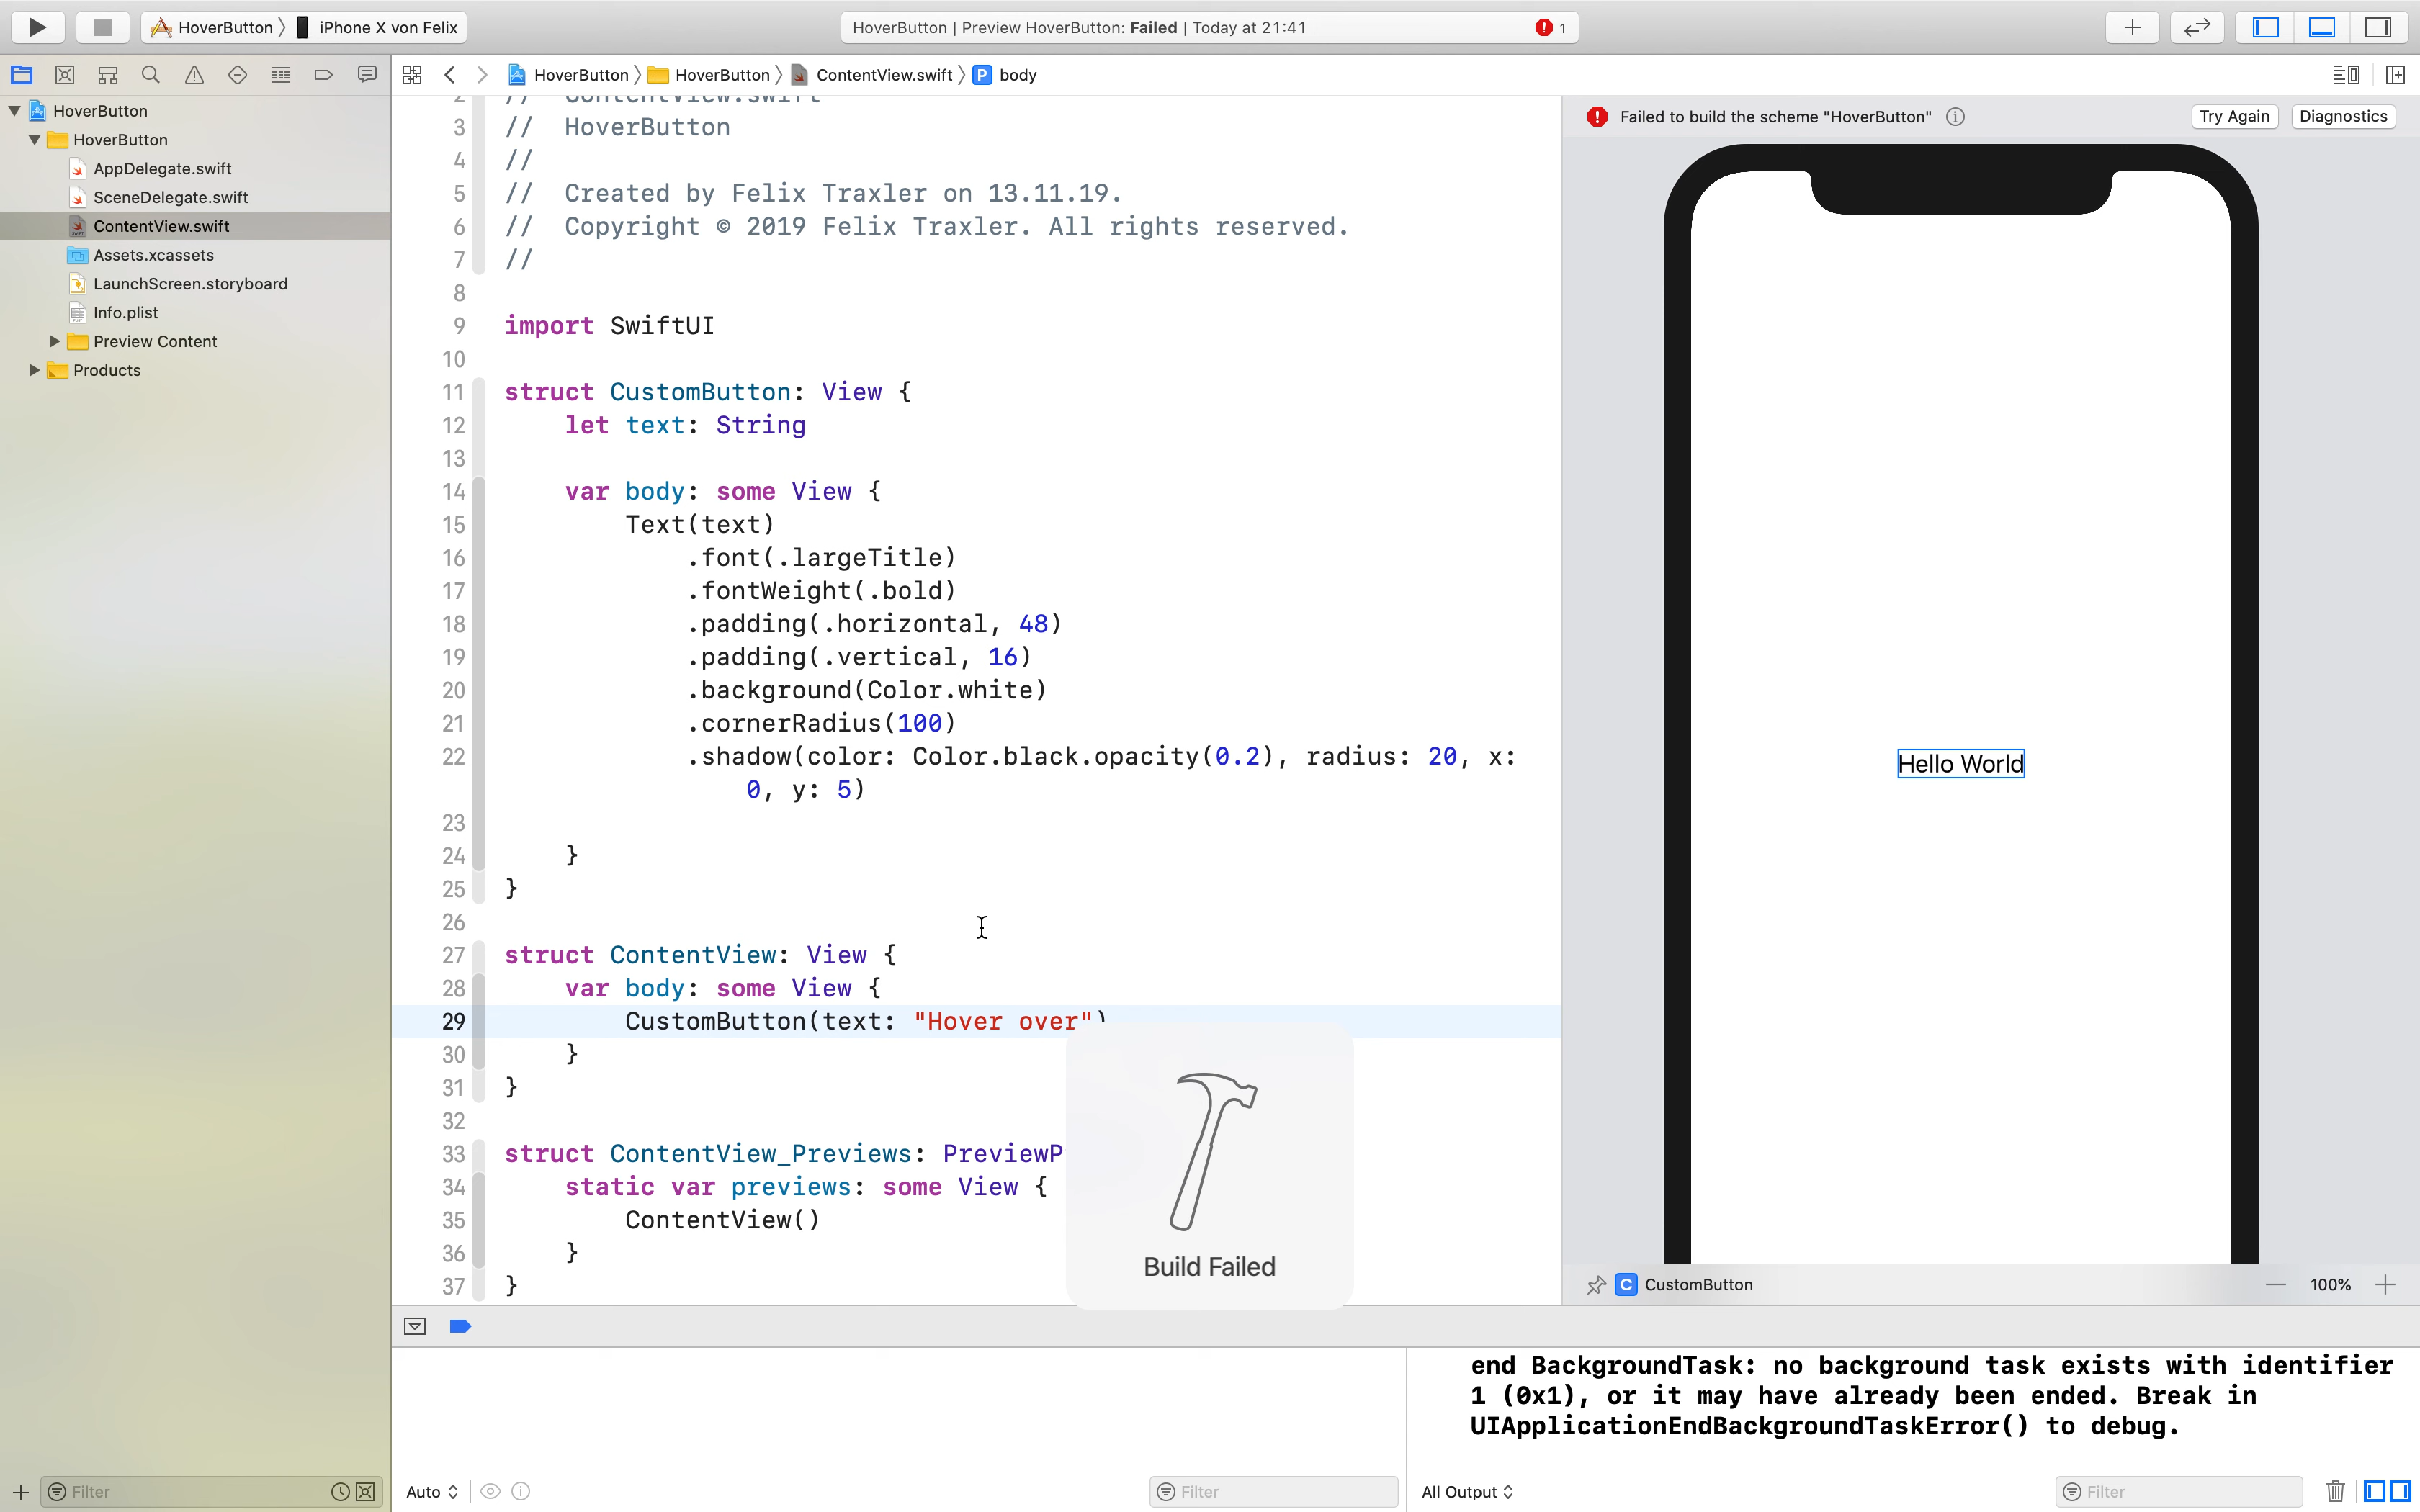 HoverButton 〉 iPhone X von Felix
HoverButton | Preview HoverButton: Failed | Today at 21:41
1
HoverButton 〉 HoverButton 〉 ContentView.swift 〉 P body
HoverButton
HoverButton
AppDelegate.swift
SceneDelegate.swift
ContentView.swift
Assets.xcassets
LaunchScreen.storyboard
Info.plist
Preview Content
Products
Filter
2 // ContentView.swift
3 // HoverButton
4 //
5 // Created by Felix Traxler on 13.11.19.
6 // Copyright © 2019 Felix Traxler. All rights reserved.
7 //
8
9 import SwiftUI
10
11 struct CustomButton: View {
12 let text: String
13
14 var body: some View {
15 Text(text)
16 .font(.largeTitle)
17 .fontWeight(.bold)
18 .padding(.horizontal, 48)
19 .padding(.vertical, 16)
20 .background(Color.white)
21 .cornerRadius(100)
22 .shadow(color: Color.black.opacity(0.2), radius: 20, x:
0, y: 5)
23
24 }
25 }
26
27 struct ContentView: View {
28 var body: some View {
29 CustomButton(text: "Hover over")
30 }
31 }
32
33 struct ContentView_Previews: PreviewP
34 static var previews: some View {
35 ContentView()
36 }
37 }
Build Failed
Failed to build the scheme "HoverButton"
Try Again
Diagnostics
Hello World
C CustomButton
100%
end BackgroundTask: no background task exists with identifier
1 (0x1), or it may have already been ended. Break in
UIApplicationEndBackgroundTaskError() to debug.
Auto
Filter
All Output
Filter